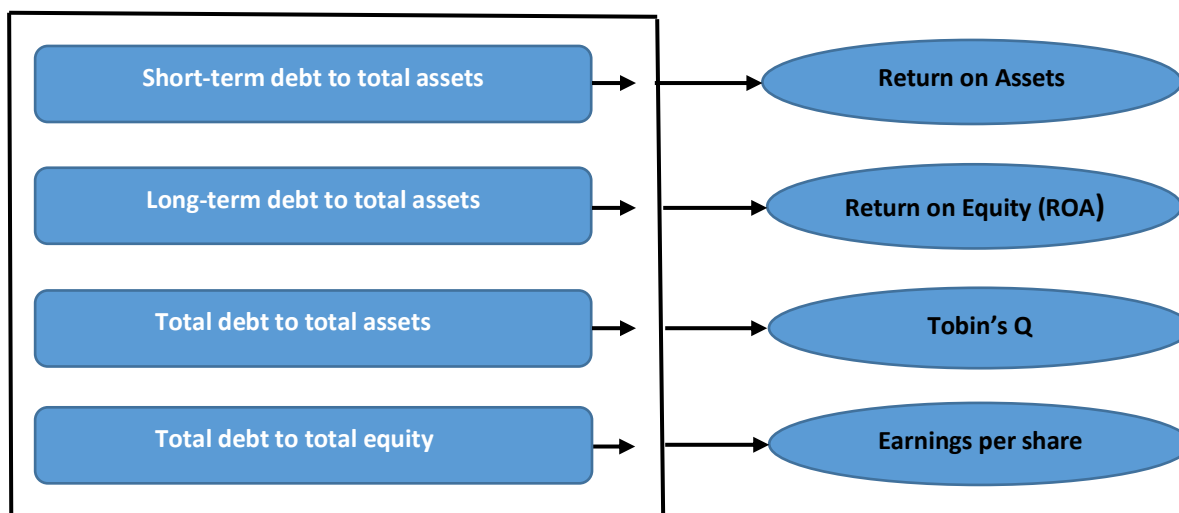 Short-term debt to total assets
Return on Assets
Long-term debt to total assets
Return on Equity (ROA)
Total debt to total assets
Tobin’s Q
Total debt to total equity
Earnings per share